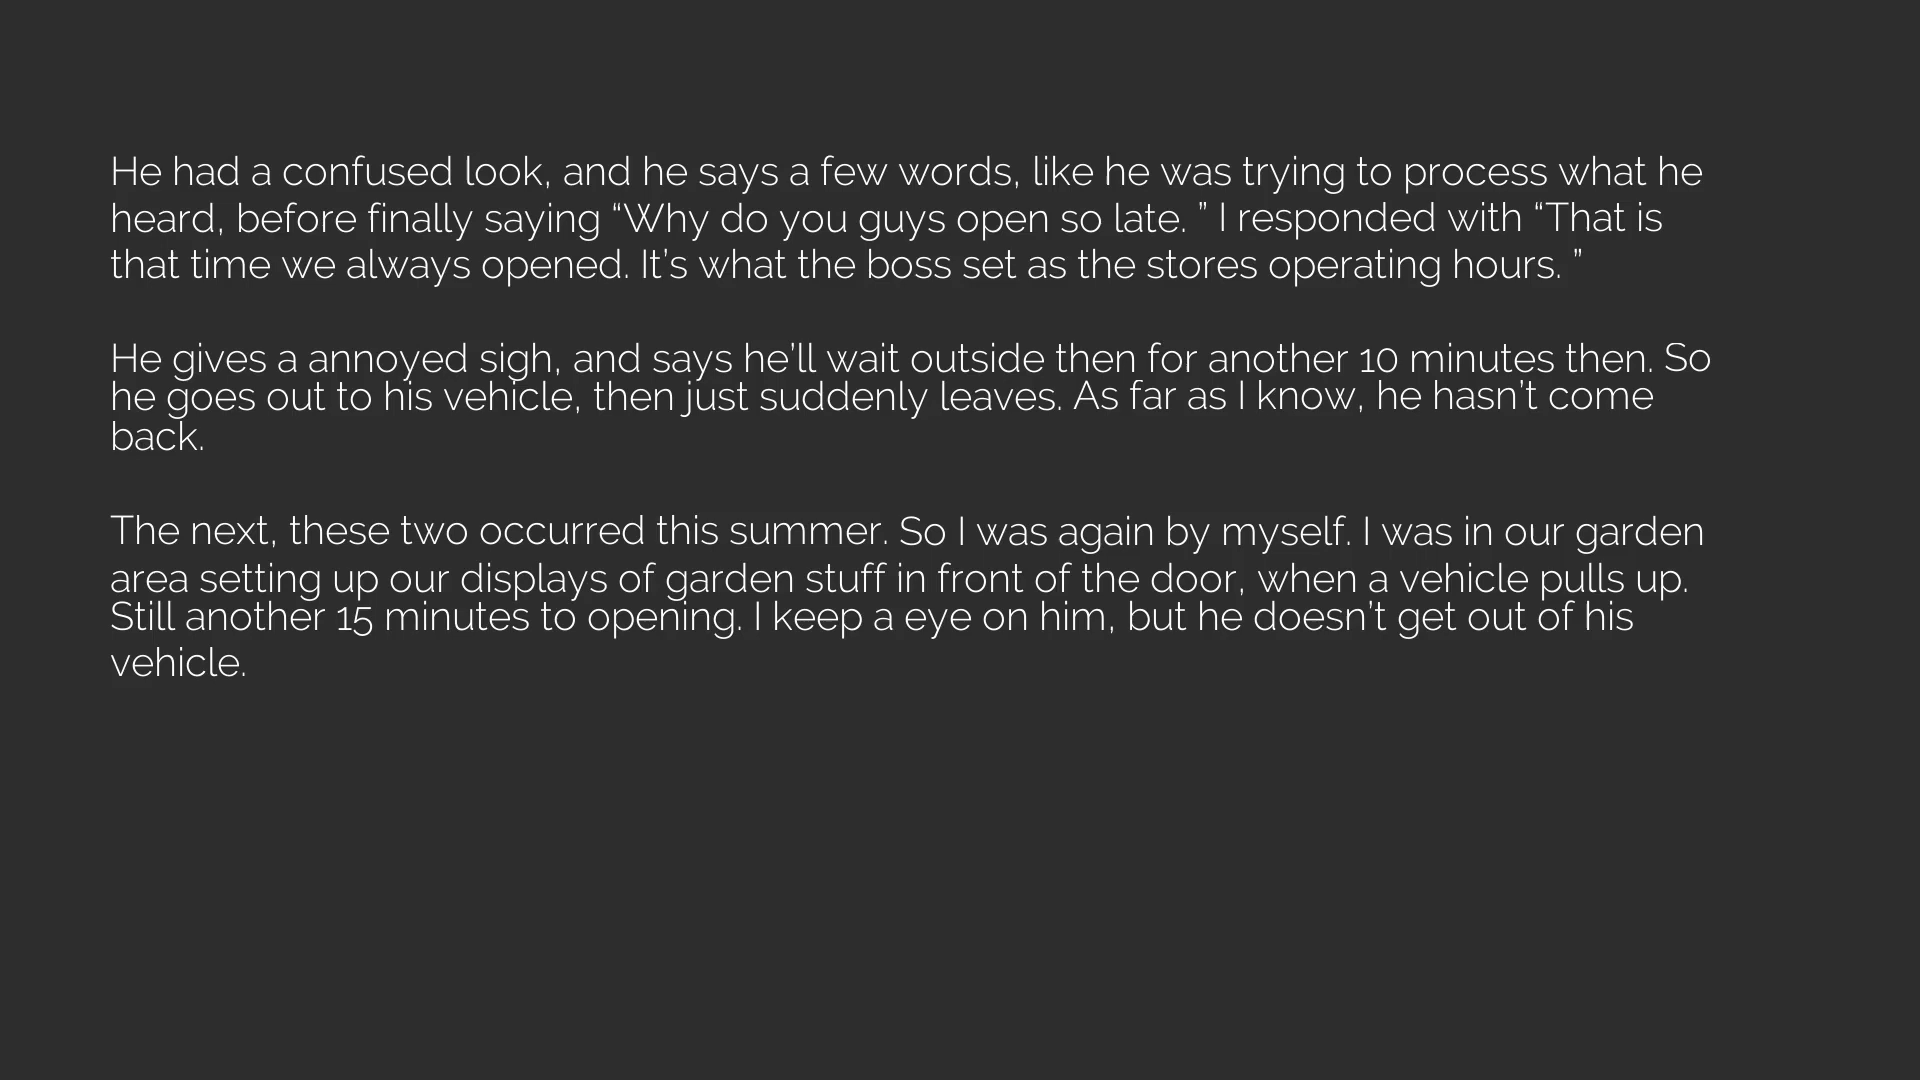 He had a confused look, and he says a few words, like he was trying to process what he
heard, before finally saying “Why do you guys open so late. ” I responded with “That is
that time we always opened. It’s what the boss set as the stores operating hours. ”
He gives a annoyed sigh, and says he’ll wait outside then for another 10 minutes then. So
he goes out to his vehicle, then just suddenly leaves. As far as I know, he hasn’t come
back.
The next, these two occurred this summer. So I was again by myself. I was in our garden
area setting up our displays of garden stuff in front of the door, when a vehicle pulls up.
Still another 15 minutes to opening. I keep a eye on him, but he doesn’t get out of his
vehicle.